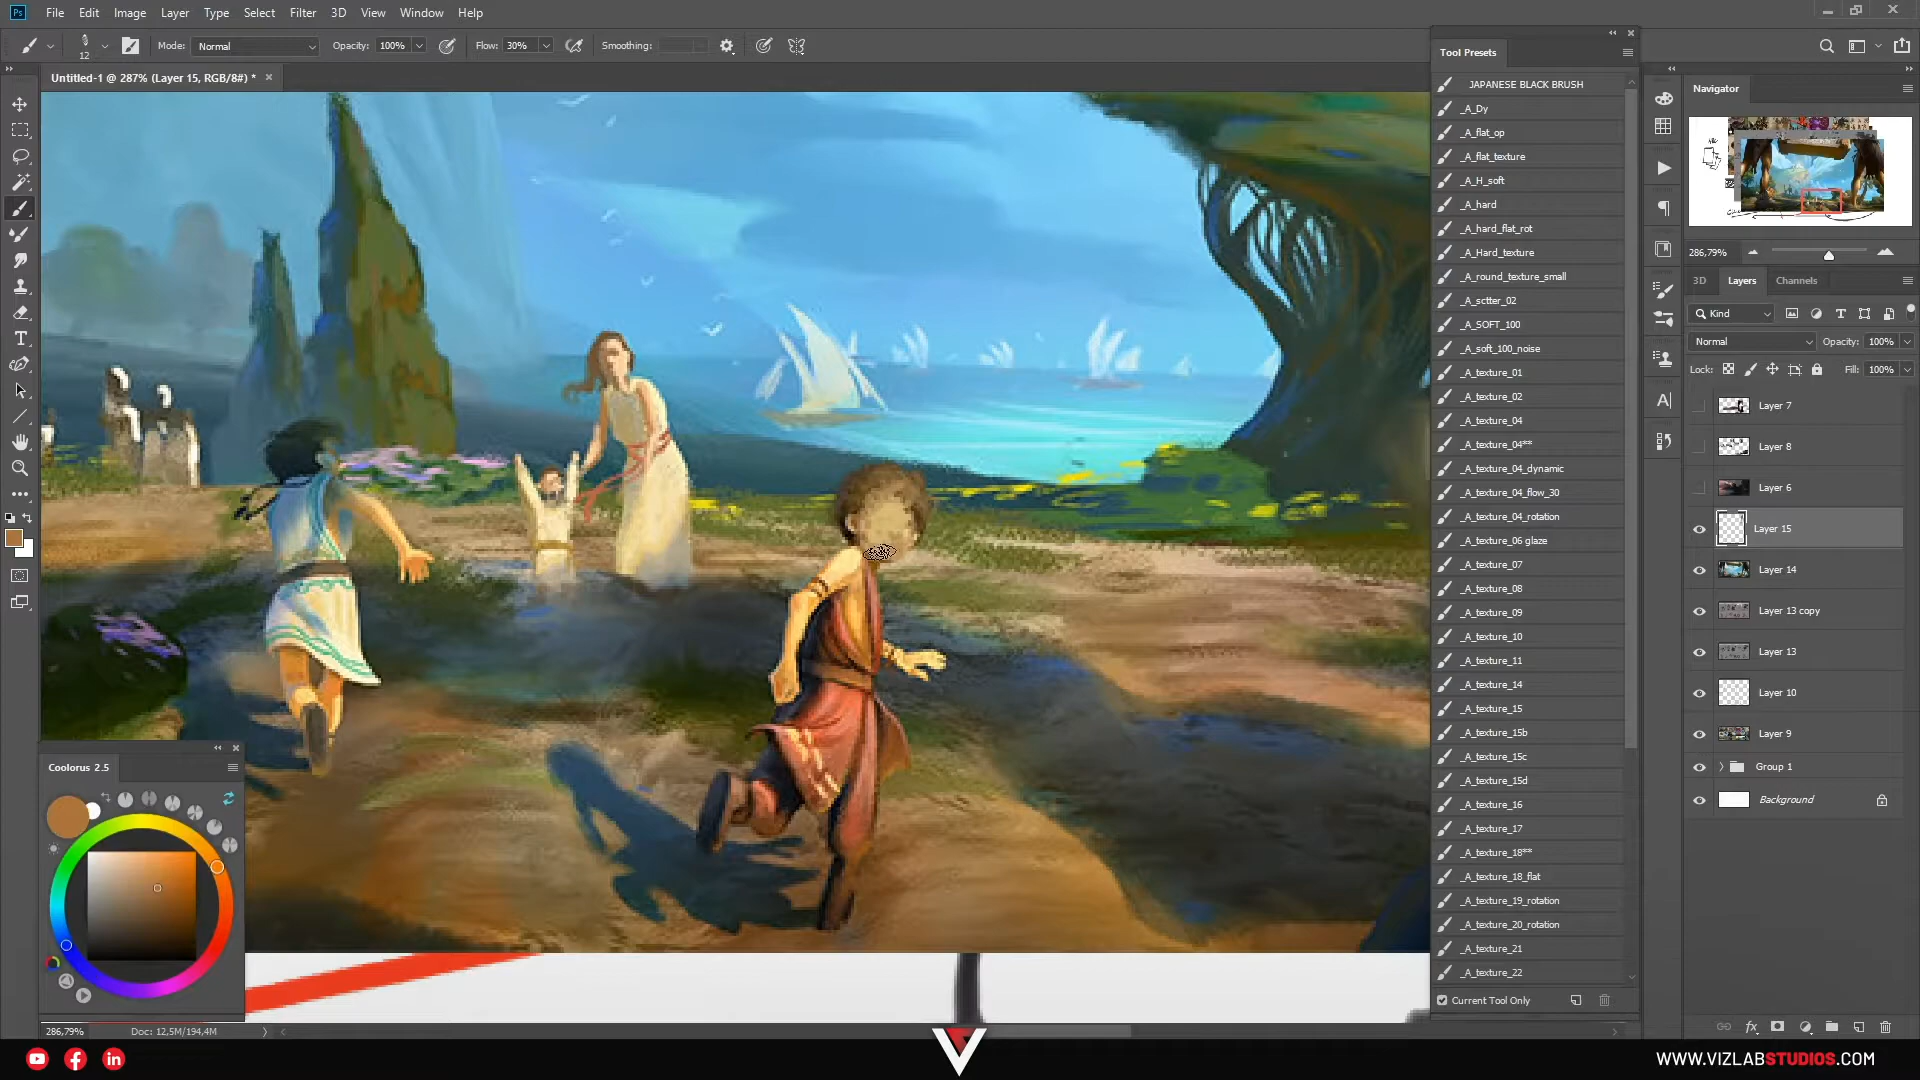 Ps File Edit Image Layer Type Select Filter 3D View Window Help
12 Mode: Normal Opacity: 100% Flow: 30% Smoothing:
Untitled-1 @ 287% (Layer 15, RGB/8#) *
Tool Presets
JAPANESE BLACK BRUSH
_A_Dy
_A_flat_op
_A_flat_texture
_A_H_soft
_A_hard
_A_hard_flat_rot
_A_Hard_texture
_A_round_texture_small
_A_sctter_02
_A_SOFT_100
_A_soft_100_noise
_A_texture_01
_A_texture_02
_A_texture_04
_A_texture_04**
_A_texture_04_dynamic
_A_texture_04_flow_30
_A_texture_04_rotation
_A_texture_06 glaze
_A_texture_07
_A_texture_08
_A_texture_09
_A_texture_10
_A_texture_11
_A_texture_14
_A_texture_15
_A_texture_15b
_A_texture_15c
_A_texture_15d
_A_texture_16
_A_texture_17
_A_texture_18**
_A_texture_18_flat
_A_texture_19_rotation
_A_texture_20_rotation
_A_texture_21
_A_texture_22
Current Tool Only
Navigator
286,79%
3D Layers Channels
Kind
Normal Opacity: 100%
Lock: Fill: 100%
Layer 7
Layer 8
Layer 6
Layer 15
Layer 14
Layer 13 copy
Layer 13
Layer 10
Layer 9
Group 1
Background
Coolorus 2.5
286,79% Doc: 12,5M/194,4M
WWW.VIZLABSTUDIOS.COM